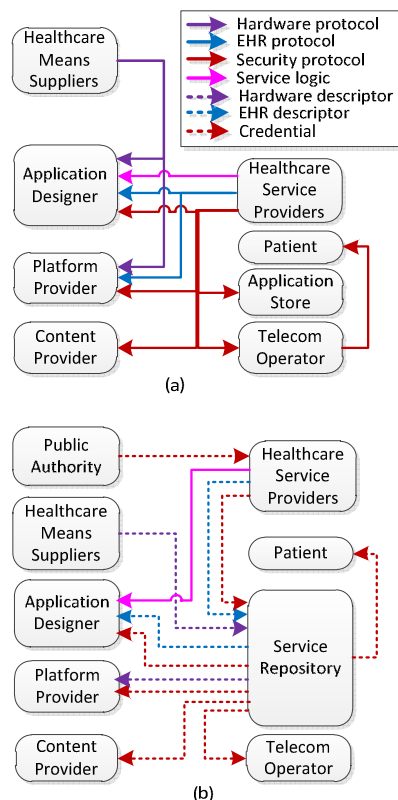 Healthcare
Means
Suppliers
Hardware protocol
EHR protocol
Security protocol
Service logic
Hardware descriptor
EHR descriptor
Credential
Application
Designer
Healthcare
Service
Providers
Patient
Platform
Provider
Application
Store
Content
Provider
Telecom
Operator
(a)
Public
Authority
Healthcare
Service
Providers
Healthcare
Means
Suppliers
Patient
Application
Designer
Service
Repository
Platform
Provider
Content
Provider
Telecom
Operator
(b)